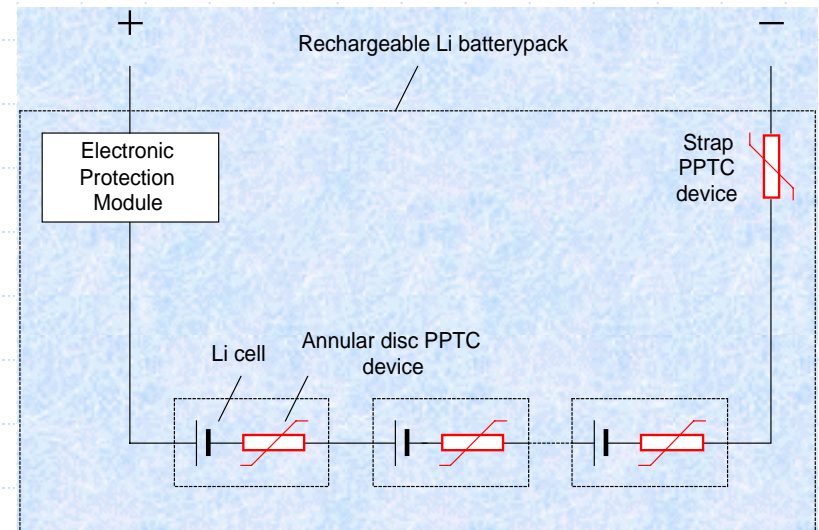 +
—
Rechargeable Li batterypack
Electronic
Protection
Module
Strap
PPTC
device
Li cell
Annular disc PPTC
device